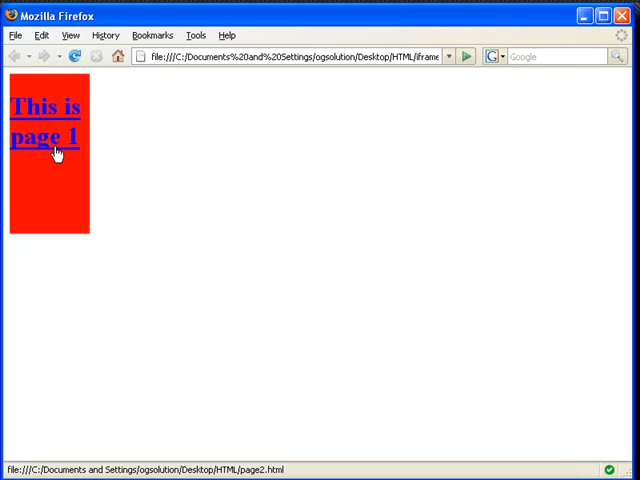 Mozilla Firefox
File Edit View History Bookmarks Tools Help
file:///C:/Documents%20and%20Settings/ogsolution/Desktop/HTML/iframe Google
This is
page 1
file:///C:/Documents and Settings/ogsolution/Desktop/HTML/page2.html